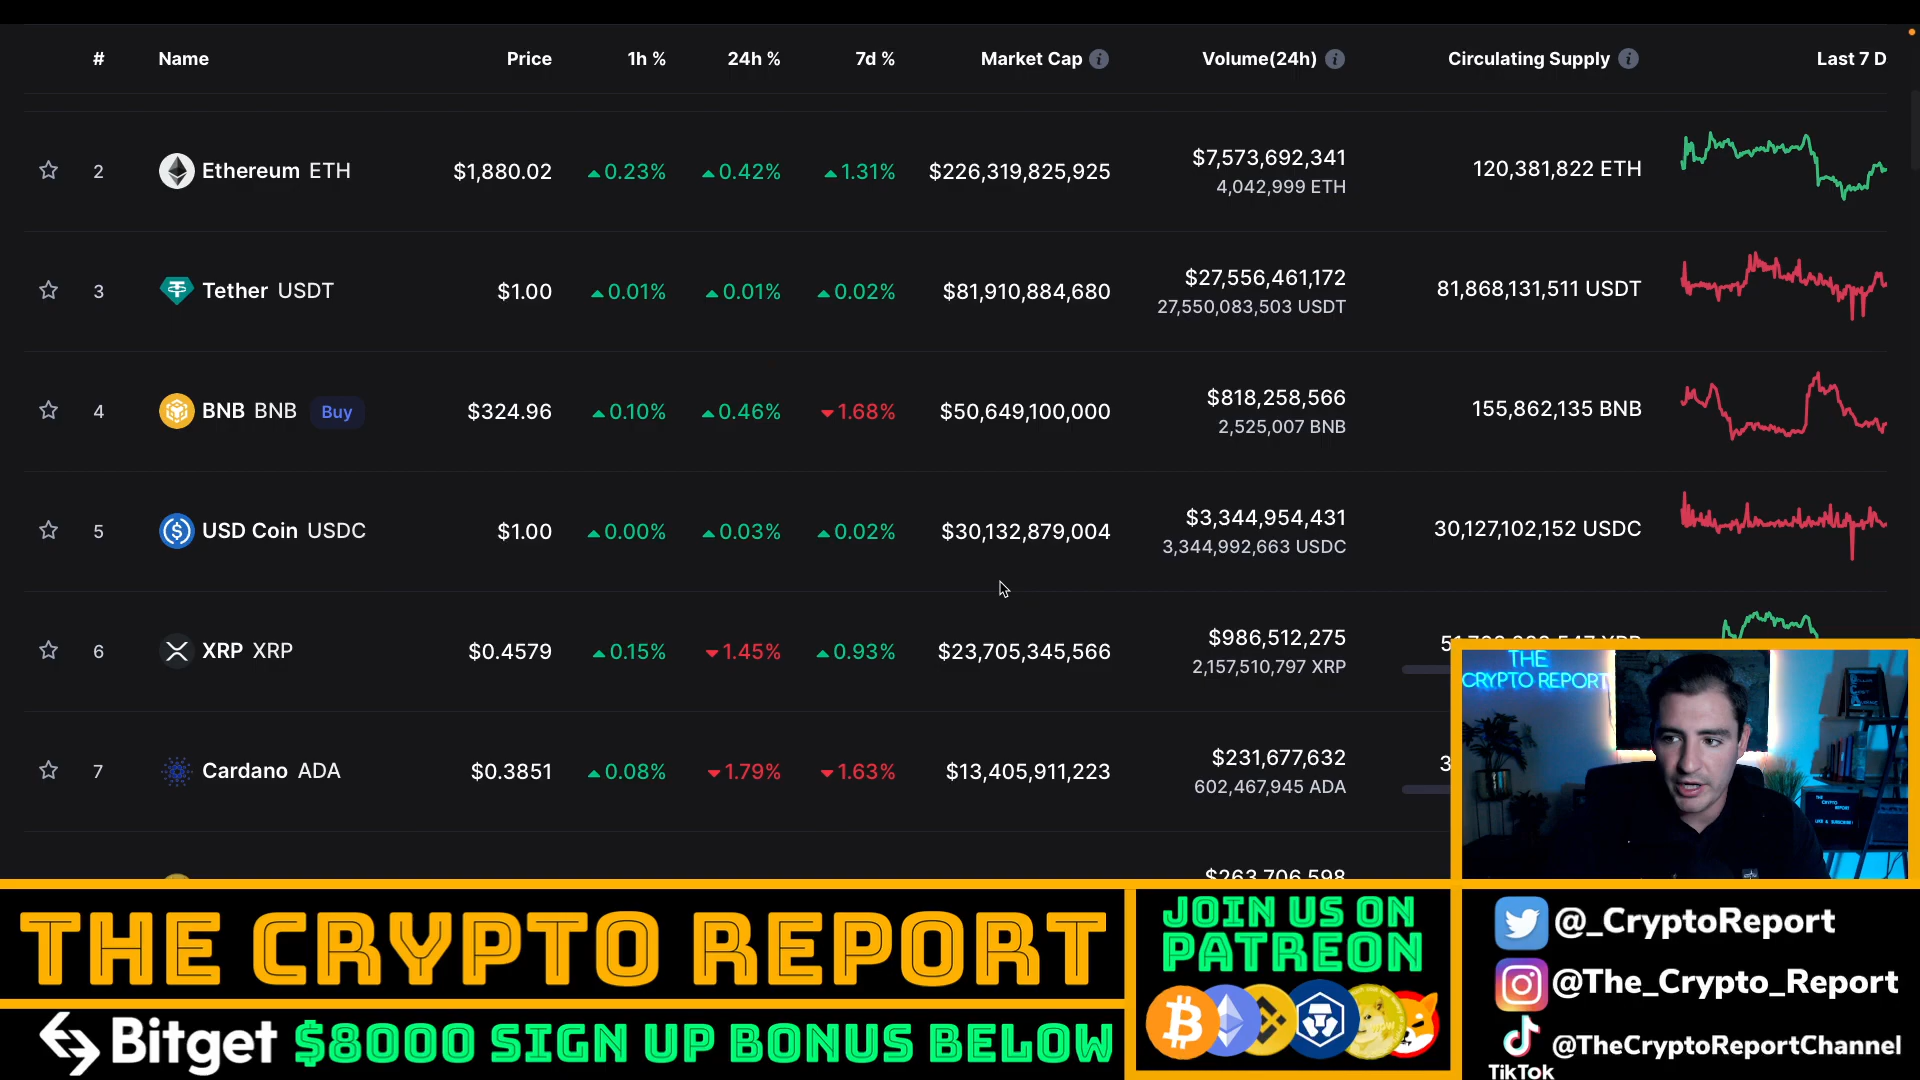 # Name Price 1h % 24h % 7d % Market Cap Volume(24h) Circulating Supply Last 7 D
2 Ethereum ETH $1,880.02 0.23% 0.42% 1.31% $226,319,825,925 $7,573,692,341 120,381,822 ETH
4,042,999 ETH
3 Tether USDT $1.00 0.01% 0.01% 0.02% $81,910,884,680 $27,556,461,172 81,868,131,511 USDT
27,550,083,503 USDT
4 BNB BNB Buy $324.96 0.10% 0.46% 1.68% $50,649,100,000 $818,258,566 155,862,135 BNB
2,525,007 BNB
5 USD Coin USDC $1.00 0.00% 0.03% 0.02% $30,132,879,004 $3,344,954,431 30,127,102,152 USDC
3,344,992,663 USDC
6 XRP XRP $0.4579 0.15% 1.45% 0.93% $23,705,345,566 $986,512,275
2,157,510,797 XRP
7 Cardano ADA $0.3851 0.08% 1.79% 1.63% $13,405,911,223 $231,677,632 3
602,467,945 ADA
$263,706,598
THE
CRYPTO REPORT
THE CRYPTO REPORT
Bitget $8000 SIGN UP BONUS BELOW
JOIN US ON
PATREON
@_CryptoReport
@The_Crypto_Report
@TheCryptoReportChannel
TikTok